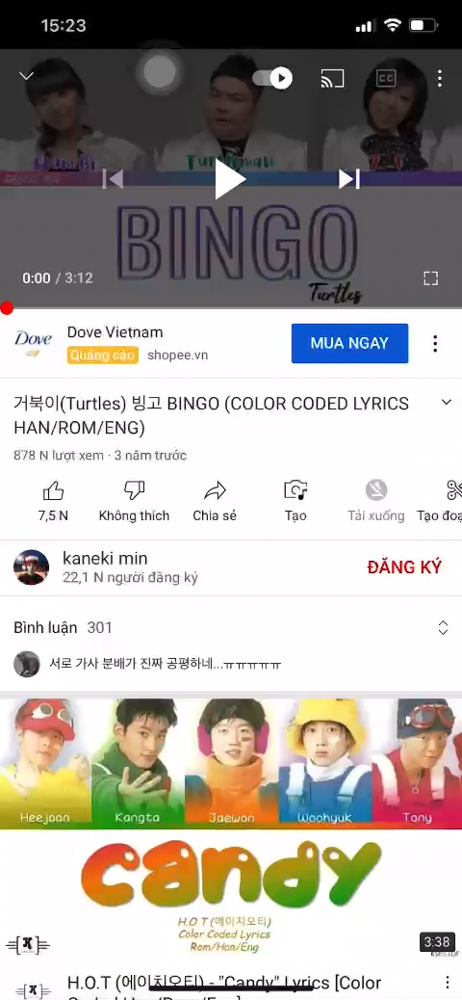 15:23
CC
Turtleman
Z-E
BINGO
Turtles
0:00 / 3:12
Dove
Dove Vietnam
Quảng cáo shopee.vn
MUA NGAY
거북이(Turtles) 빙고 BINGO (COLOR CODED LYRICS
HAN/ROM/ENG)
878 N lượt xem · 3 năm trước
7,5 N
Không thích
Chia sẻ
Tạo
Tải xuống
Tạo đoạ
kaneki min
22,1 N người đăng ký
ĐĂNG KÝ
Bình luận 301
서로 가사 분배가 진짜 공평하네...ㅠㅠㅠㅠㅠ
Heejoon
Kangta
Jaewon
Woohyuk
Tony
candy
H.O.T (에이치오티)
Color Coded Lyrics
Rom/Han/Eng
3:38
H.O.T (에이치오티) - "Candy" Lyrics [Color